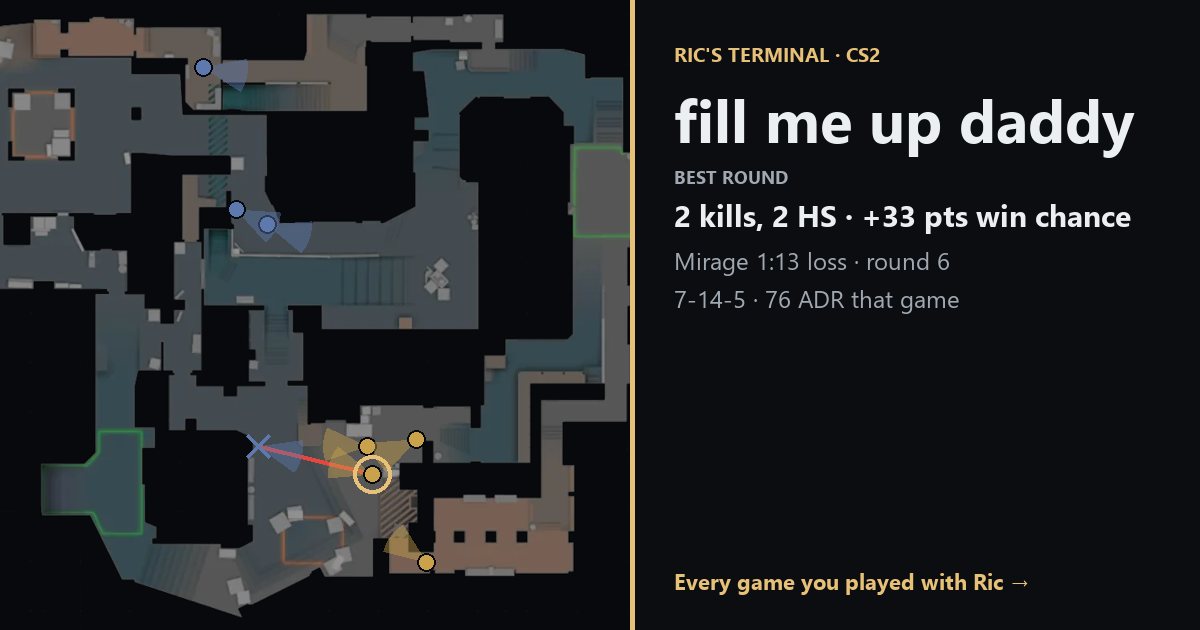 RIC'S TERMINAL · CS2
fill me up daddy
BEST ROUND
2 kills, 2 HS · +33 pts win chance
Mirage 1:13 loss · round 6
7-14-5 · 76 ADR that game
Every game you played with Ric →